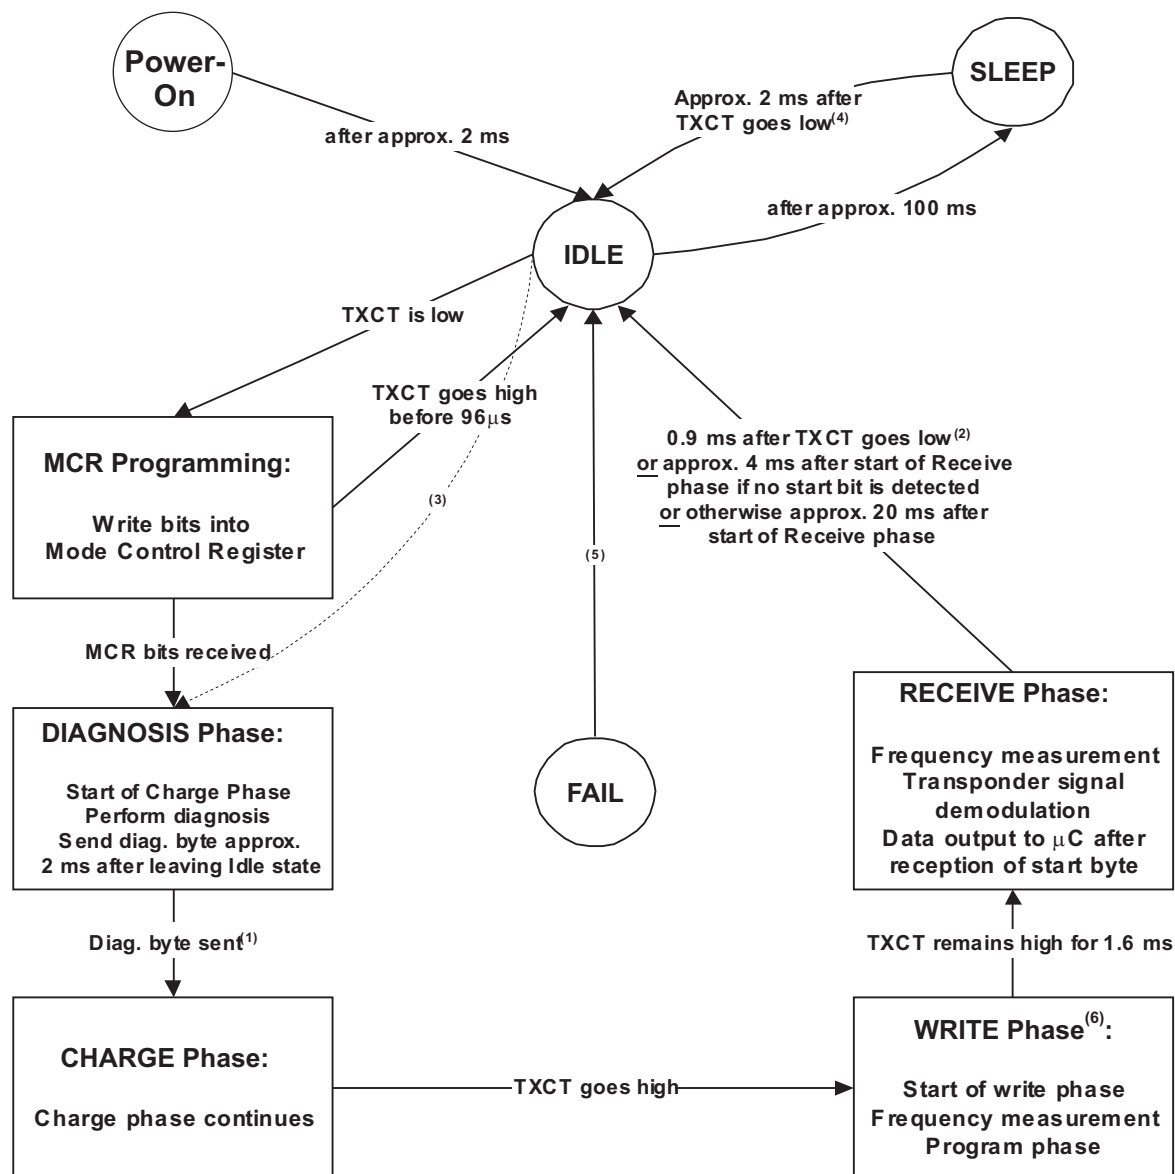 Power-
On
SLEEP
Approx. 2 ms after
TXCT goes low(4)
after approx. 2 ms
after approx. 100 ms
IDLE
TXCT is low
TXCT goes high
before 96µs
MCR Programming:
Write bits into
Mode Control Register
0.9 ms after TXCT goes low(2)
or approx. 4 ms after start of Receive
phase if no start bit is detected
or otherwise approx. 20 ms after
start of Receive phase
(3)
(5)
MCR bits received
DIAGNOSIS Phase:
Start of Charge Phase
Perform diagnosis
Send diag. byte approx.
2 ms after leaving Idle state
FAIL
RECEIVE Phase:
Frequency measurement
Transponder signal
demodulation
Data output to µC after
reception of start byte
Diag. byte sent(1)
TXCT remains high for 1.6 ms
CHARGE Phase:
Charge phase continues
TXCT goes high
WRITE Phase(6):
Start of write phase
Frequency measurement
Program phase